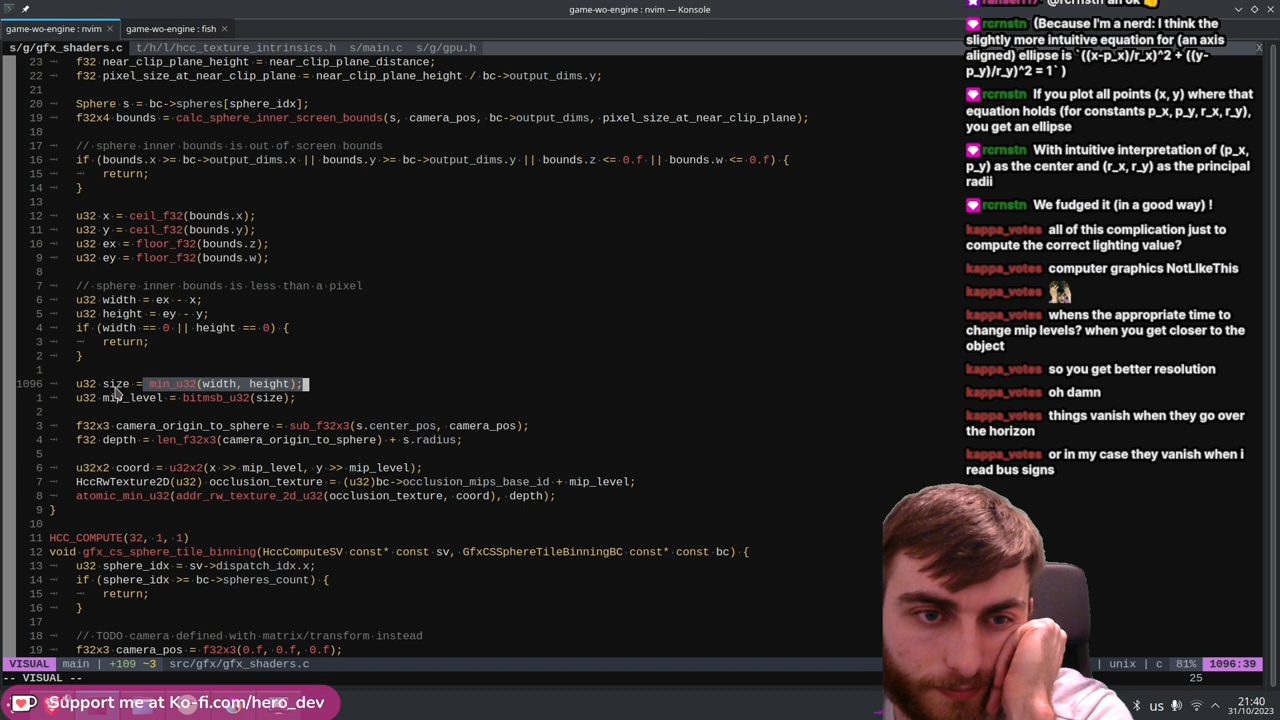 game-wo-engine : nvim — Konsole
game-wo-engine : nvim
game-wo-engine : fish
s/g/gfx_shaders.c
t/h/l/hcc_texture_intrinsics.h
s/main.c
s/g/gpu.h
X
22 f32 pixel_size_at_near_clip_plane = near_clip_plane_height / bc->output_dims.y;
21
20 Sphere s = bc->spheres[sphere_idx];
19 f32x4 bounds = calc_sphere_inner_screen_bounds(s, camera_pos, bc->output_dims, pixel_size_at_near_clip_plane);
18
17 // sphere inner bounds is out of screen bounds
16 if (bounds.x >= bc->output_dims.x || bounds.y >= bc->output_dims.y || bounds.z <= 0.f || bounds.w <= 0.f) {
15 return;
14 }
13
12 u32 x = ceil_f32(bounds.x);
11 u32 y = ceil_f32(bounds.y);
10 u32 ex = floor_f32(bounds.z);
9 u32 ey = floor_f32(bounds.w);
8
7 // sphere inner bounds is less than a pixel
6 u32 width = ex - x;
5 u32 height = ey - y;
4 if (width == 0 || height == 0) {
3 return;
2 }
1
1096 u32 size = min_u32(width, height);
1 u32 mip_level = bitmsb_u32(size);
2
3 f32x3 camera_origin_to_sphere = sub_f32x3(s.center_pos, camera_pos);
4 f32 depth = len_f32x3(camera_origin_to_sphere) + s.radius;
5
6 u32x2 coord = u32x2(x >> mip_level, y >> mip_level);
7 HccRwTexture2D(u32) occlusion_texture = (u32)bc->occlusion_mips_base_id + mip_level;
8 atomic_min_u32(addr_rw_texture_2d_u32(occlusion_texture, coord), depth);
9 }
10
11 HCC_COMPUTE(32, 1, 1)
12 void gfx_cs_sphere_tile_binning(HccComputeSV const* const sv, GfxCSSphereTileBinningBC const* const bc) {
13 u32 sphere_idx = sv->dispatch_idx.x;
14 if (sphere_idx >= bc->spheres_count) {
15 return;
16 }
17
18 // TODO camera defined with matrix/transform instead
19 f32x3 camera_pos = f32x3(0.f, 0.f, 0.f);
VISUAL main | +109 ~3 src/gfx/gfx_shaders.c
| unix | c 81% 1096:39
-- VISUAL --
25
rcrnstn (Because I'm a nerd: I think the
slightly more intuitive equation for (an axis
aligned) ellipse is `((x-p_x)/r_x)^2 + ((y-
p_y)/r_y)^2 = 1` )
rcrnstn If you plot all points (x, y) where that
equation holds (for constants p_x, p_y, r_x, r_y),
you get an ellipse
rcrnstn With intuitive interpretation of (p_x,
p_y) as the center and (r_x, r_y) as the principal
radii
rcrnstn We fudged it (in a good way) !
kappa_votes all of this complication just to
compute the correct lighting value?
kappa_votes computer graphics NotLIkeThis
kappa_votes
kappa_votes whens the appropriate time to
change mip levels? when you get closer to the
object
kappa_votes so you get better resolution
kappa_votes oh damn
kappa_votes things vanish when they go over
the horizon
kappa_votes or in my case they vanish when i
read bus signs
Support me at Ko-fi.com/hero_dev
us
21:40
31/10/2023